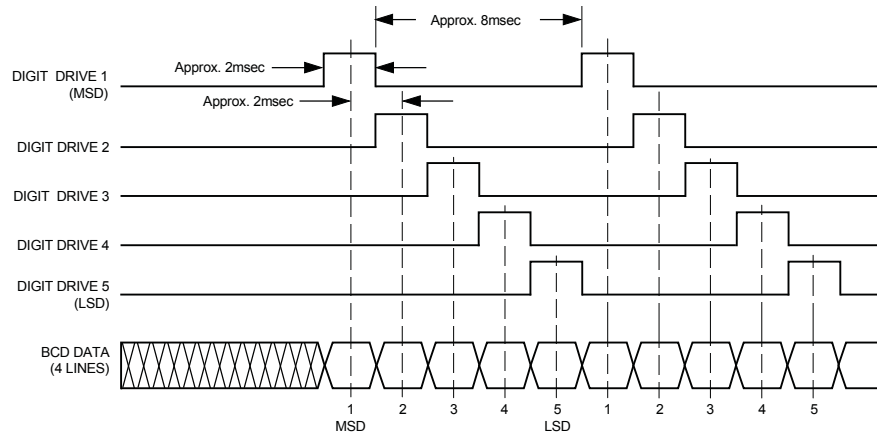 Approx. 8msec
Approx. 2msec
DIGIT DRIVE 1
(MSD)
Approx. 2msec
DIGIT DRIVE 2
DIGIT DRIVE 3
DIGIT DRIVE 4
DIGIT DRIVE 5
(LSD)
BCD DATA
(4 LINES)
1 2 3 4 5 1 2 3 4 5
MSD LSD